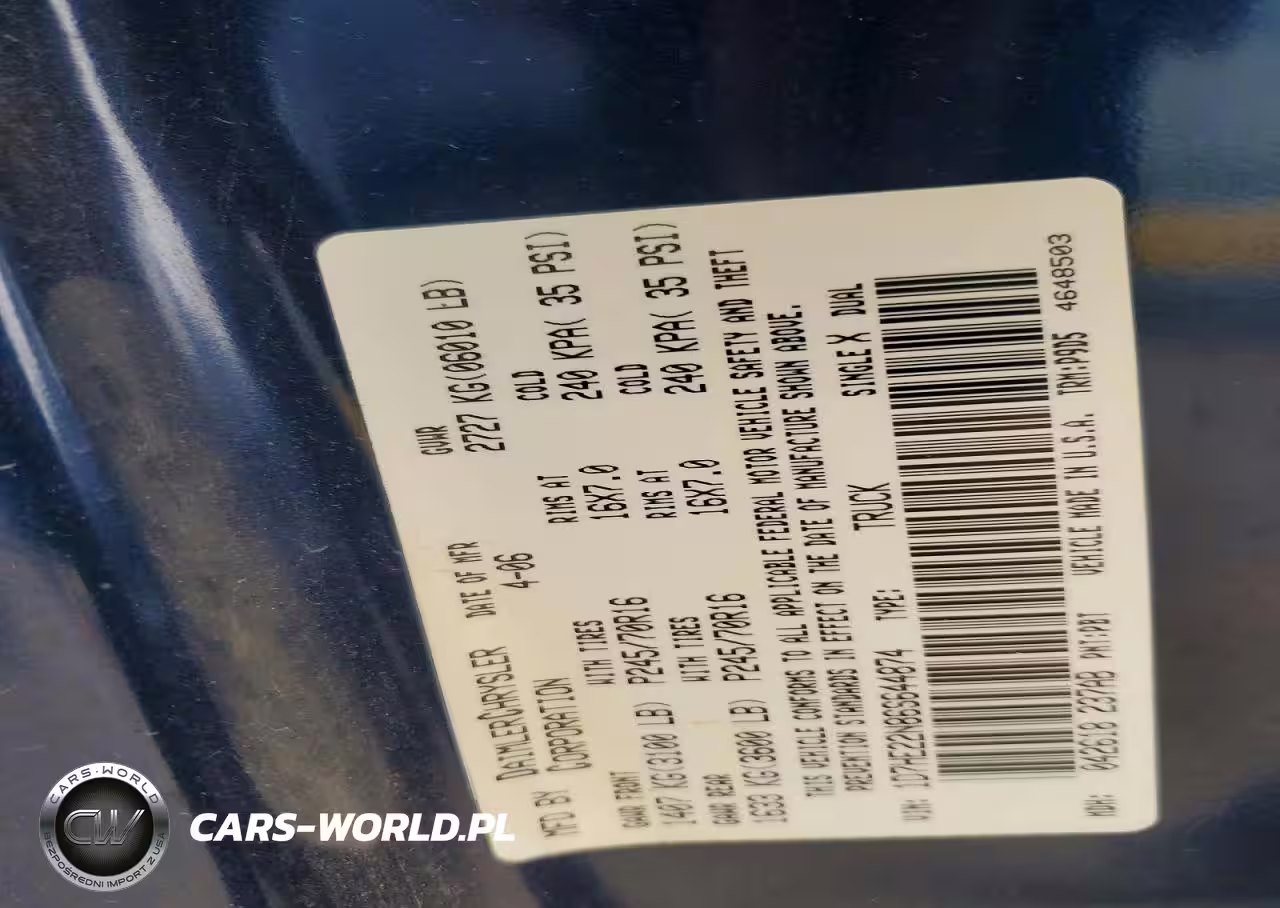 MFD BY DAIMLERCHRYSLER CORPORATION
DATE OF MFR 4-06
GVWR 2727 KG(06010 LB)
GAWR FRONT WITH TIRES RIMS AT COLD
1407 KG(3100 LB) P245/70R16 16X7.0 240 KPA( 35 PSI)
GAWR REAR WITH TIRES RIMS AT COLD
1633 KG(3600 LB) P245/70R16 16X7.0 240 KPA( 35 PSI)
THIS VEHICLE CONFORMS TO ALL APPLICABLE FEDERAL MOTOR VEHICLE SAFETY AND THEFT
PREVENTION STANDARDS IN EFFECT ON THE DATE OF MANUFACTURE SHOWN ABOVE.
VIN: 1D7HE22N86S644874 TYPE: TRUCK SINGLE X DUAL
MDH: 042618 237AB PNT:PBT VEHICLE MADE IN U.S.A. TRM:P9D5 4648503
CARS-WORLD
CW
BEZPOŚREDNI IMPORT Z USA
CARS-WORLD.PL